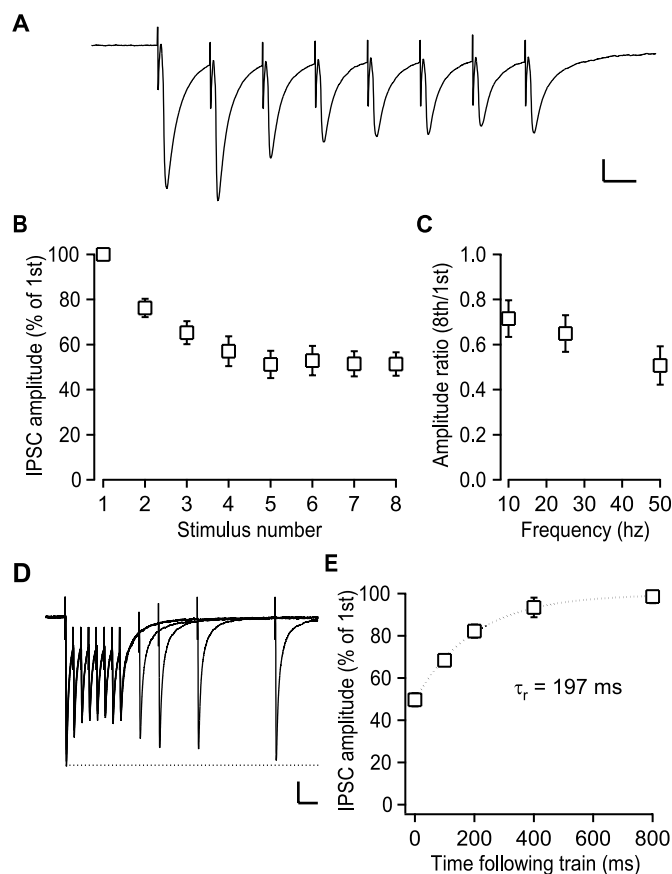 A
B
IPSC amplitude (% of 1st)
100
80
60
40
20
0
1 2 3 4 5 6 7 8
Stimulus number
C
Amplitude ratio (8th/1st)
1.0
0.8
0.6
0.4
0.2
0.0
10 20 30 40 50
Frequency (hz)
D
E
IPSC amplitude (% of 1st)
100
80
60
40
20
0
τr = 197 ms
0 200 400 600 800
Time following train (ms)